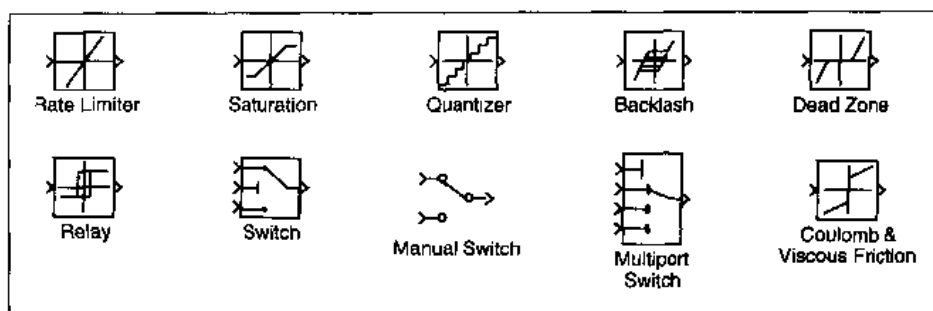 Rate Limiter
Saturation
Quantizer
Backlash
Dead Zone
Relay
Switch
Manual Switch
Multiport
Switch
Coulomb &
Viscous Friction